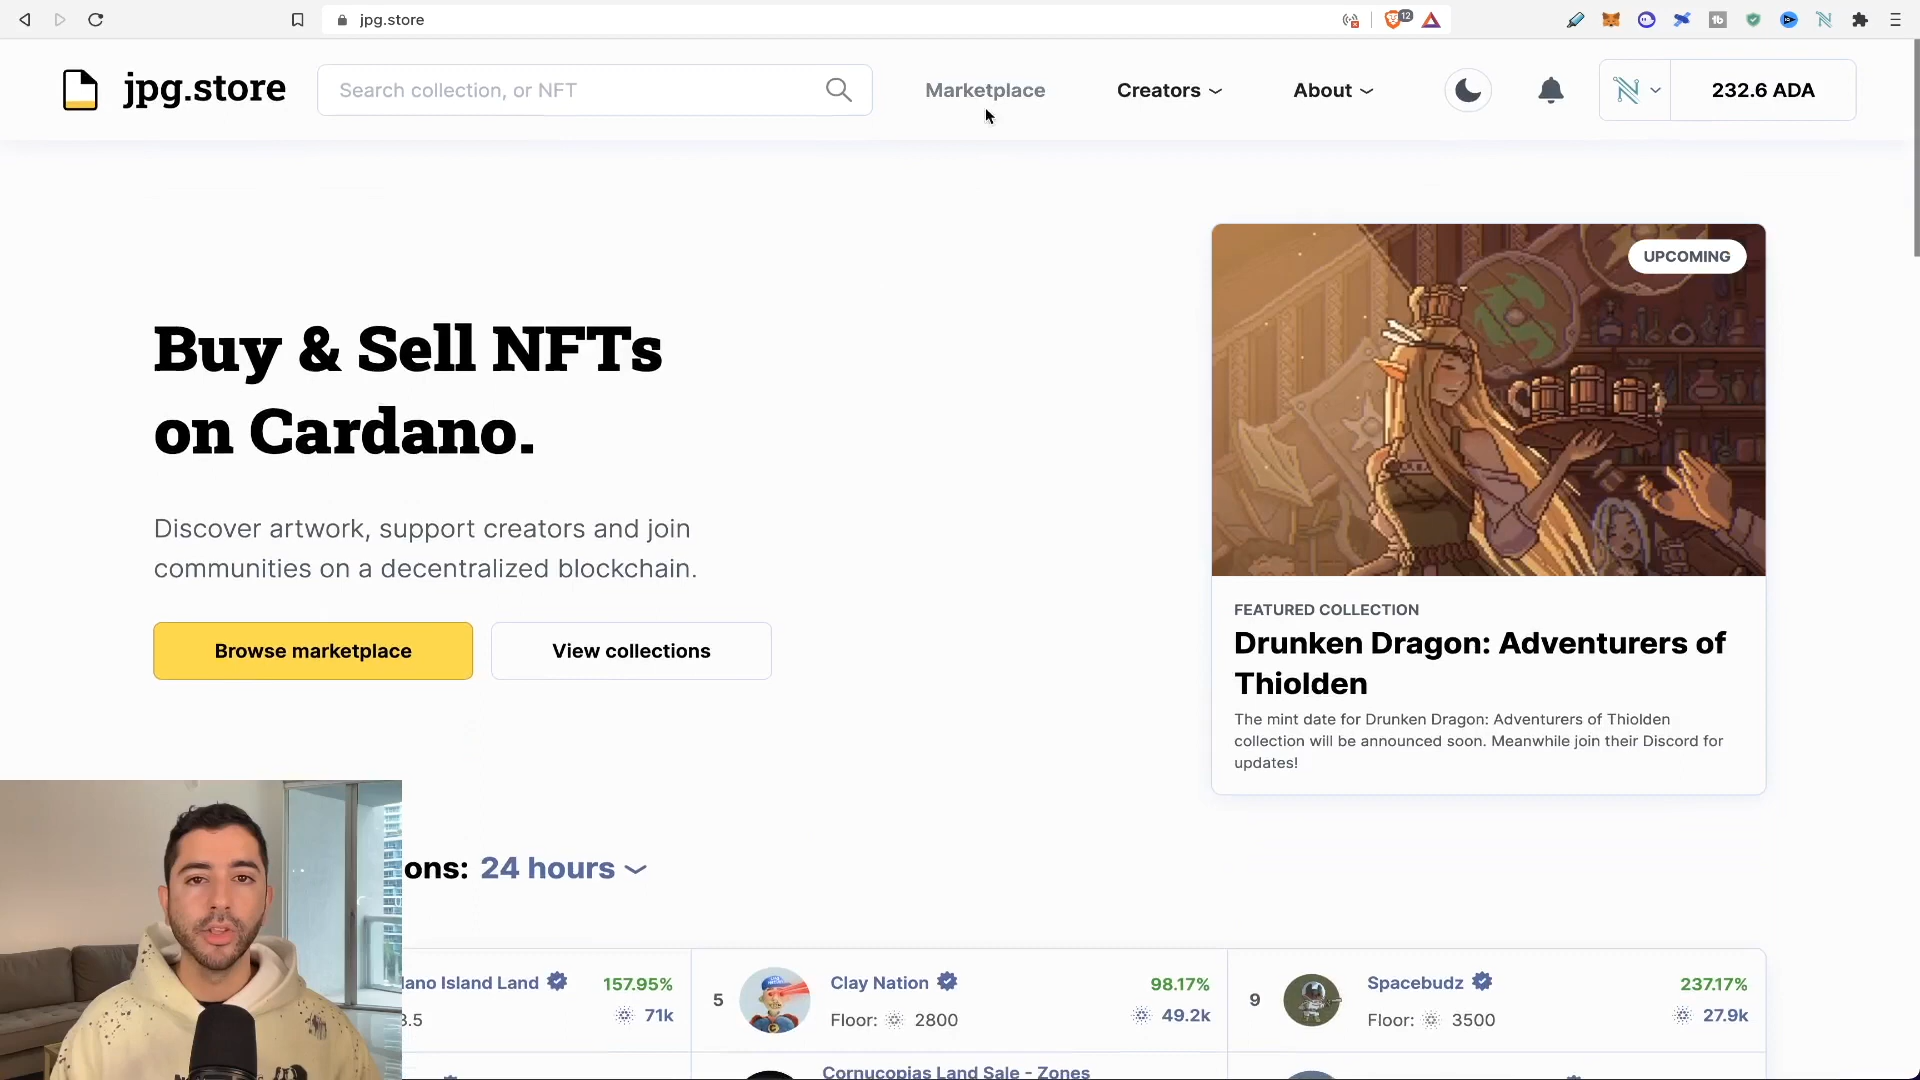 jpg.store
12
jpg.store
Search collection, or NFT
Marketplace
Creators
About
232.6 ADA
UPCOMING
Buy & Sell NFTs
on Cardano.
Discover artwork, support creators and join
communities on a decentralized blockchain.
Browse marketplace
View collections
FEATURED COLLECTION
Drunken Dragon: Adventurers of
Thiolden
The mint date for Drunken Dragon: Adventurers of Thiolden
collection will be announced soon. Meanwhile join their Discord for
updates!
ons: 24 hours
ano Island Land 157.95%
3.5 71k
5 Clay Nation 98.17%
Floor: 2800 49.2k
9 Spacebudz 237.17%
Floor: 3500 27.9k
Cornucopias Land Sale - Zones